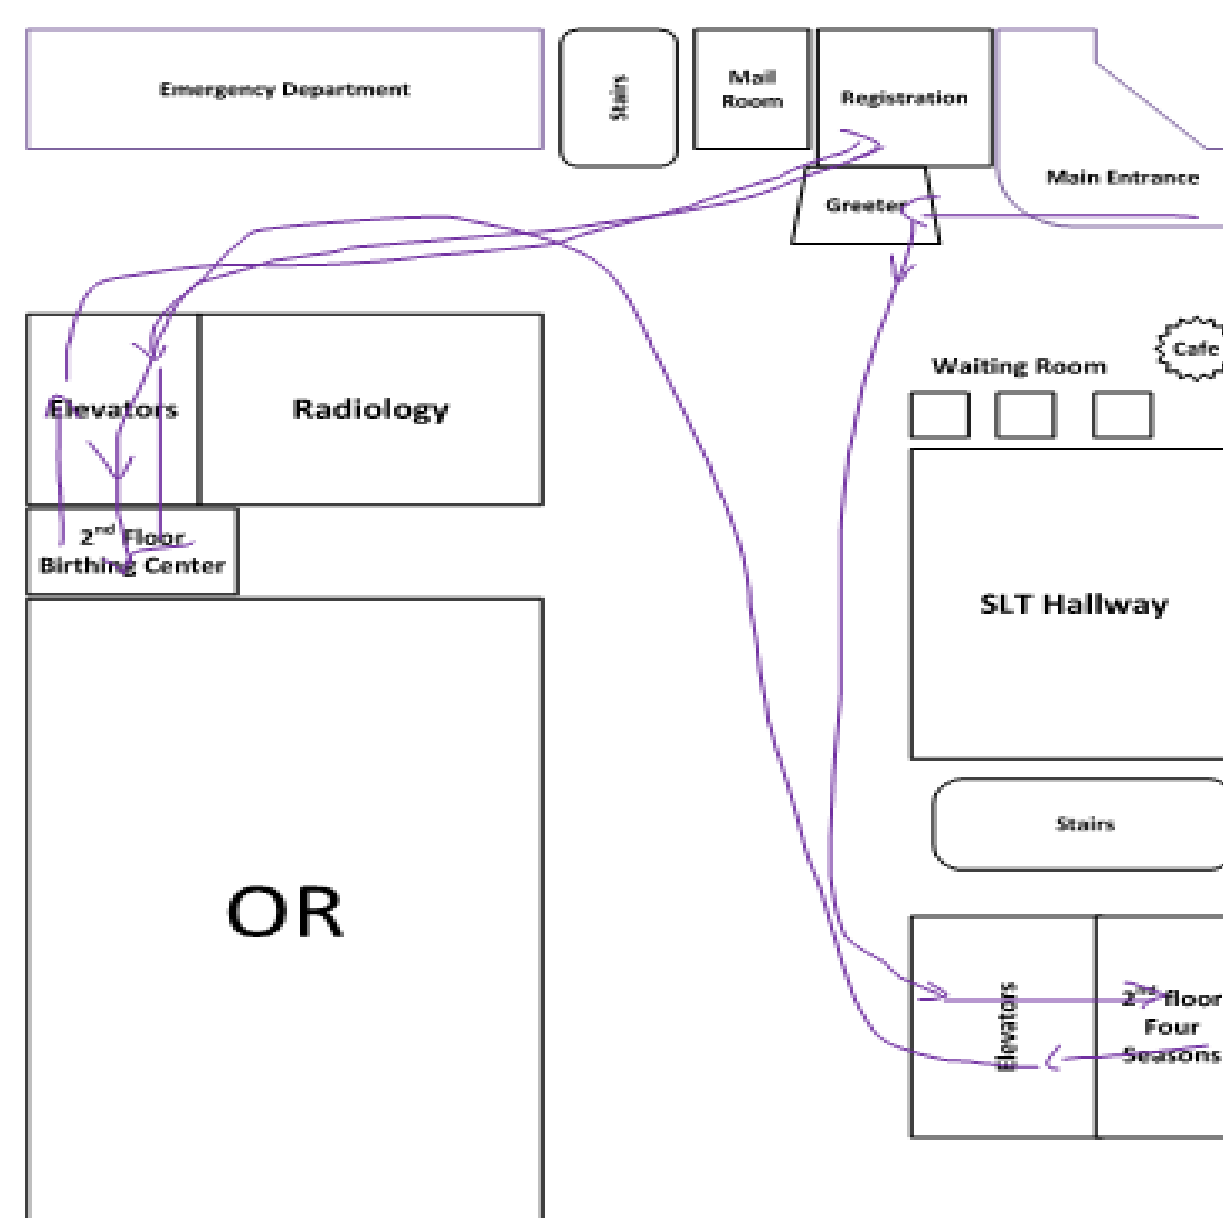 Emergency Department
Stairs
Mail
Room
Registration
Main Entrance
Greeter
Waiting Room
Cafe
Elevators
Radiology
2nd Floor
Birthing Center
SLT Hallway
Stairs
OR
Elevators
2nd floor
Four
Seasons